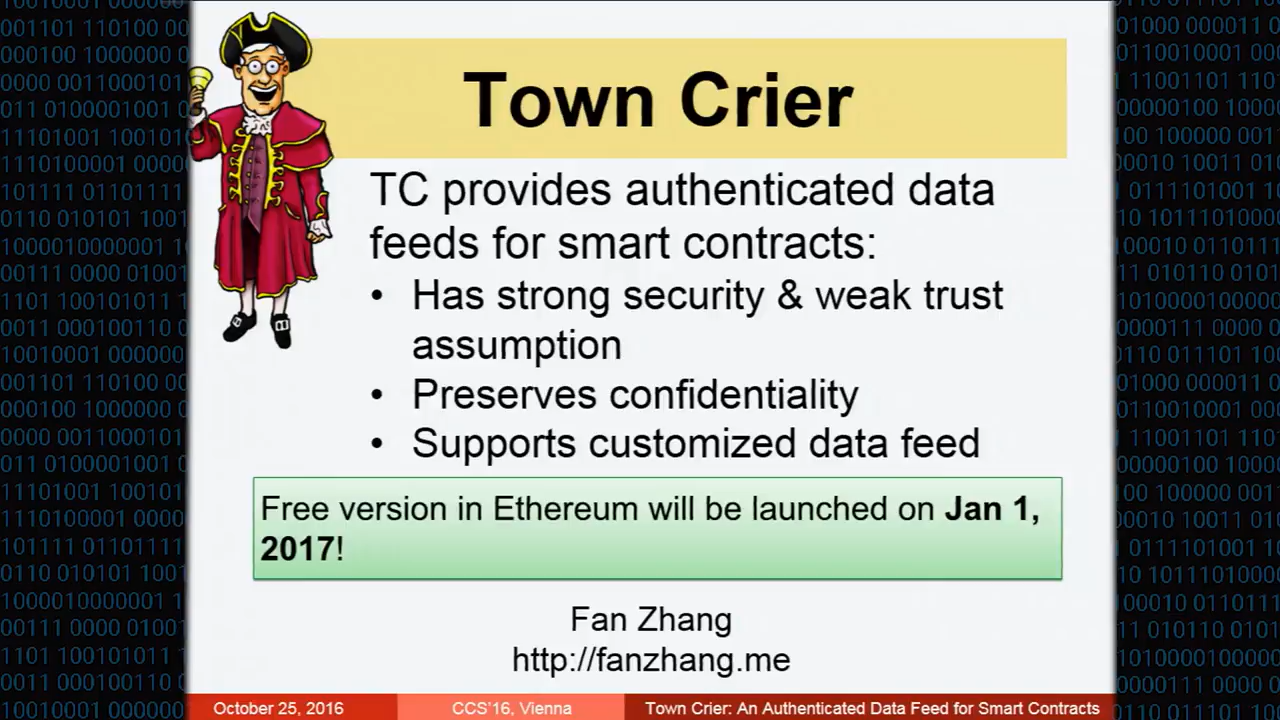 Town Crier
TC provides authenticated data
feeds for smart contracts:
• Has strong security & weak trust
assumption
• Preserves confidentiality
• Supports customized data feed
Free version in Ethereum will be launched on Jan 1,
2017!
Fan Zhang
http://fanzhang.me
October 25, 2016
CCS'16, Vienna
Town Crier: An Authenticated Data Feed for Smart Contracts